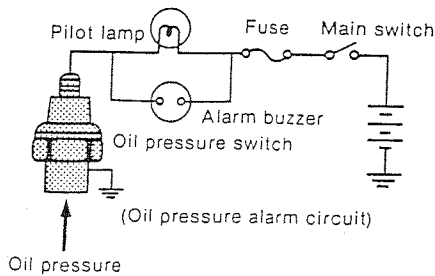 Pilot lamp
Fuse
Main switch
Alarm buzzer
Oil pressure switch
(Oil pressure alarm circuit)
Oil pressure